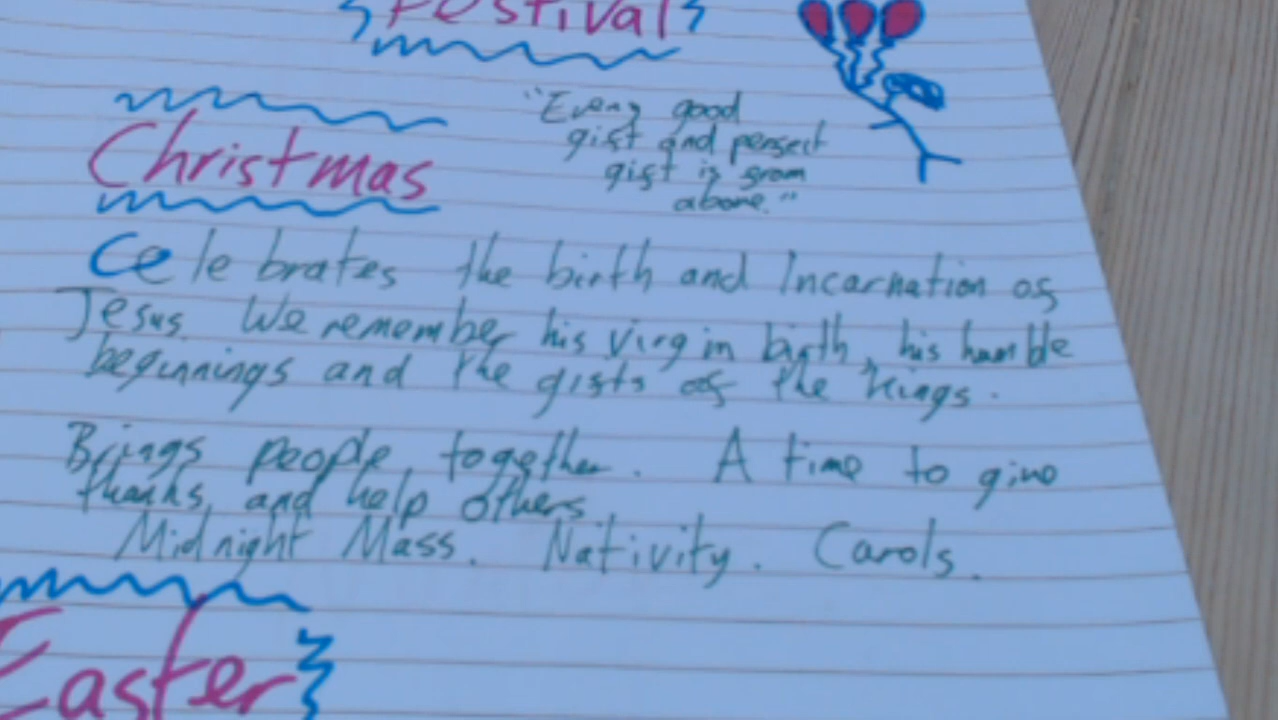 Festival
Christmas
"Every good
gift and perfect
gift is from
above."
Celebrates the birth and Incarnation of
Jesus. We remember his virgin birth, his humble
beginnings and the gifts of the kings.
Brings people together. A time to give
thanks, and help others.
Midnight Mass. Nativity. Carols.
Easter